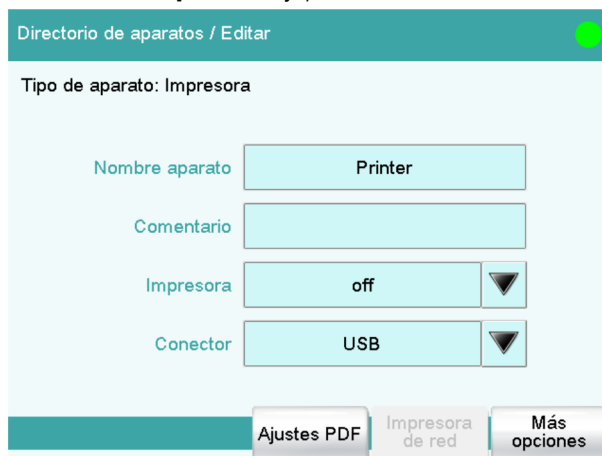 Directorio de aparatos / Editar
Tipo de aparato: Impresora
Nombre aparato Printer
Comentario
Impresora off
Conector USB
Ajustes PDF Impresora de red Más opciones